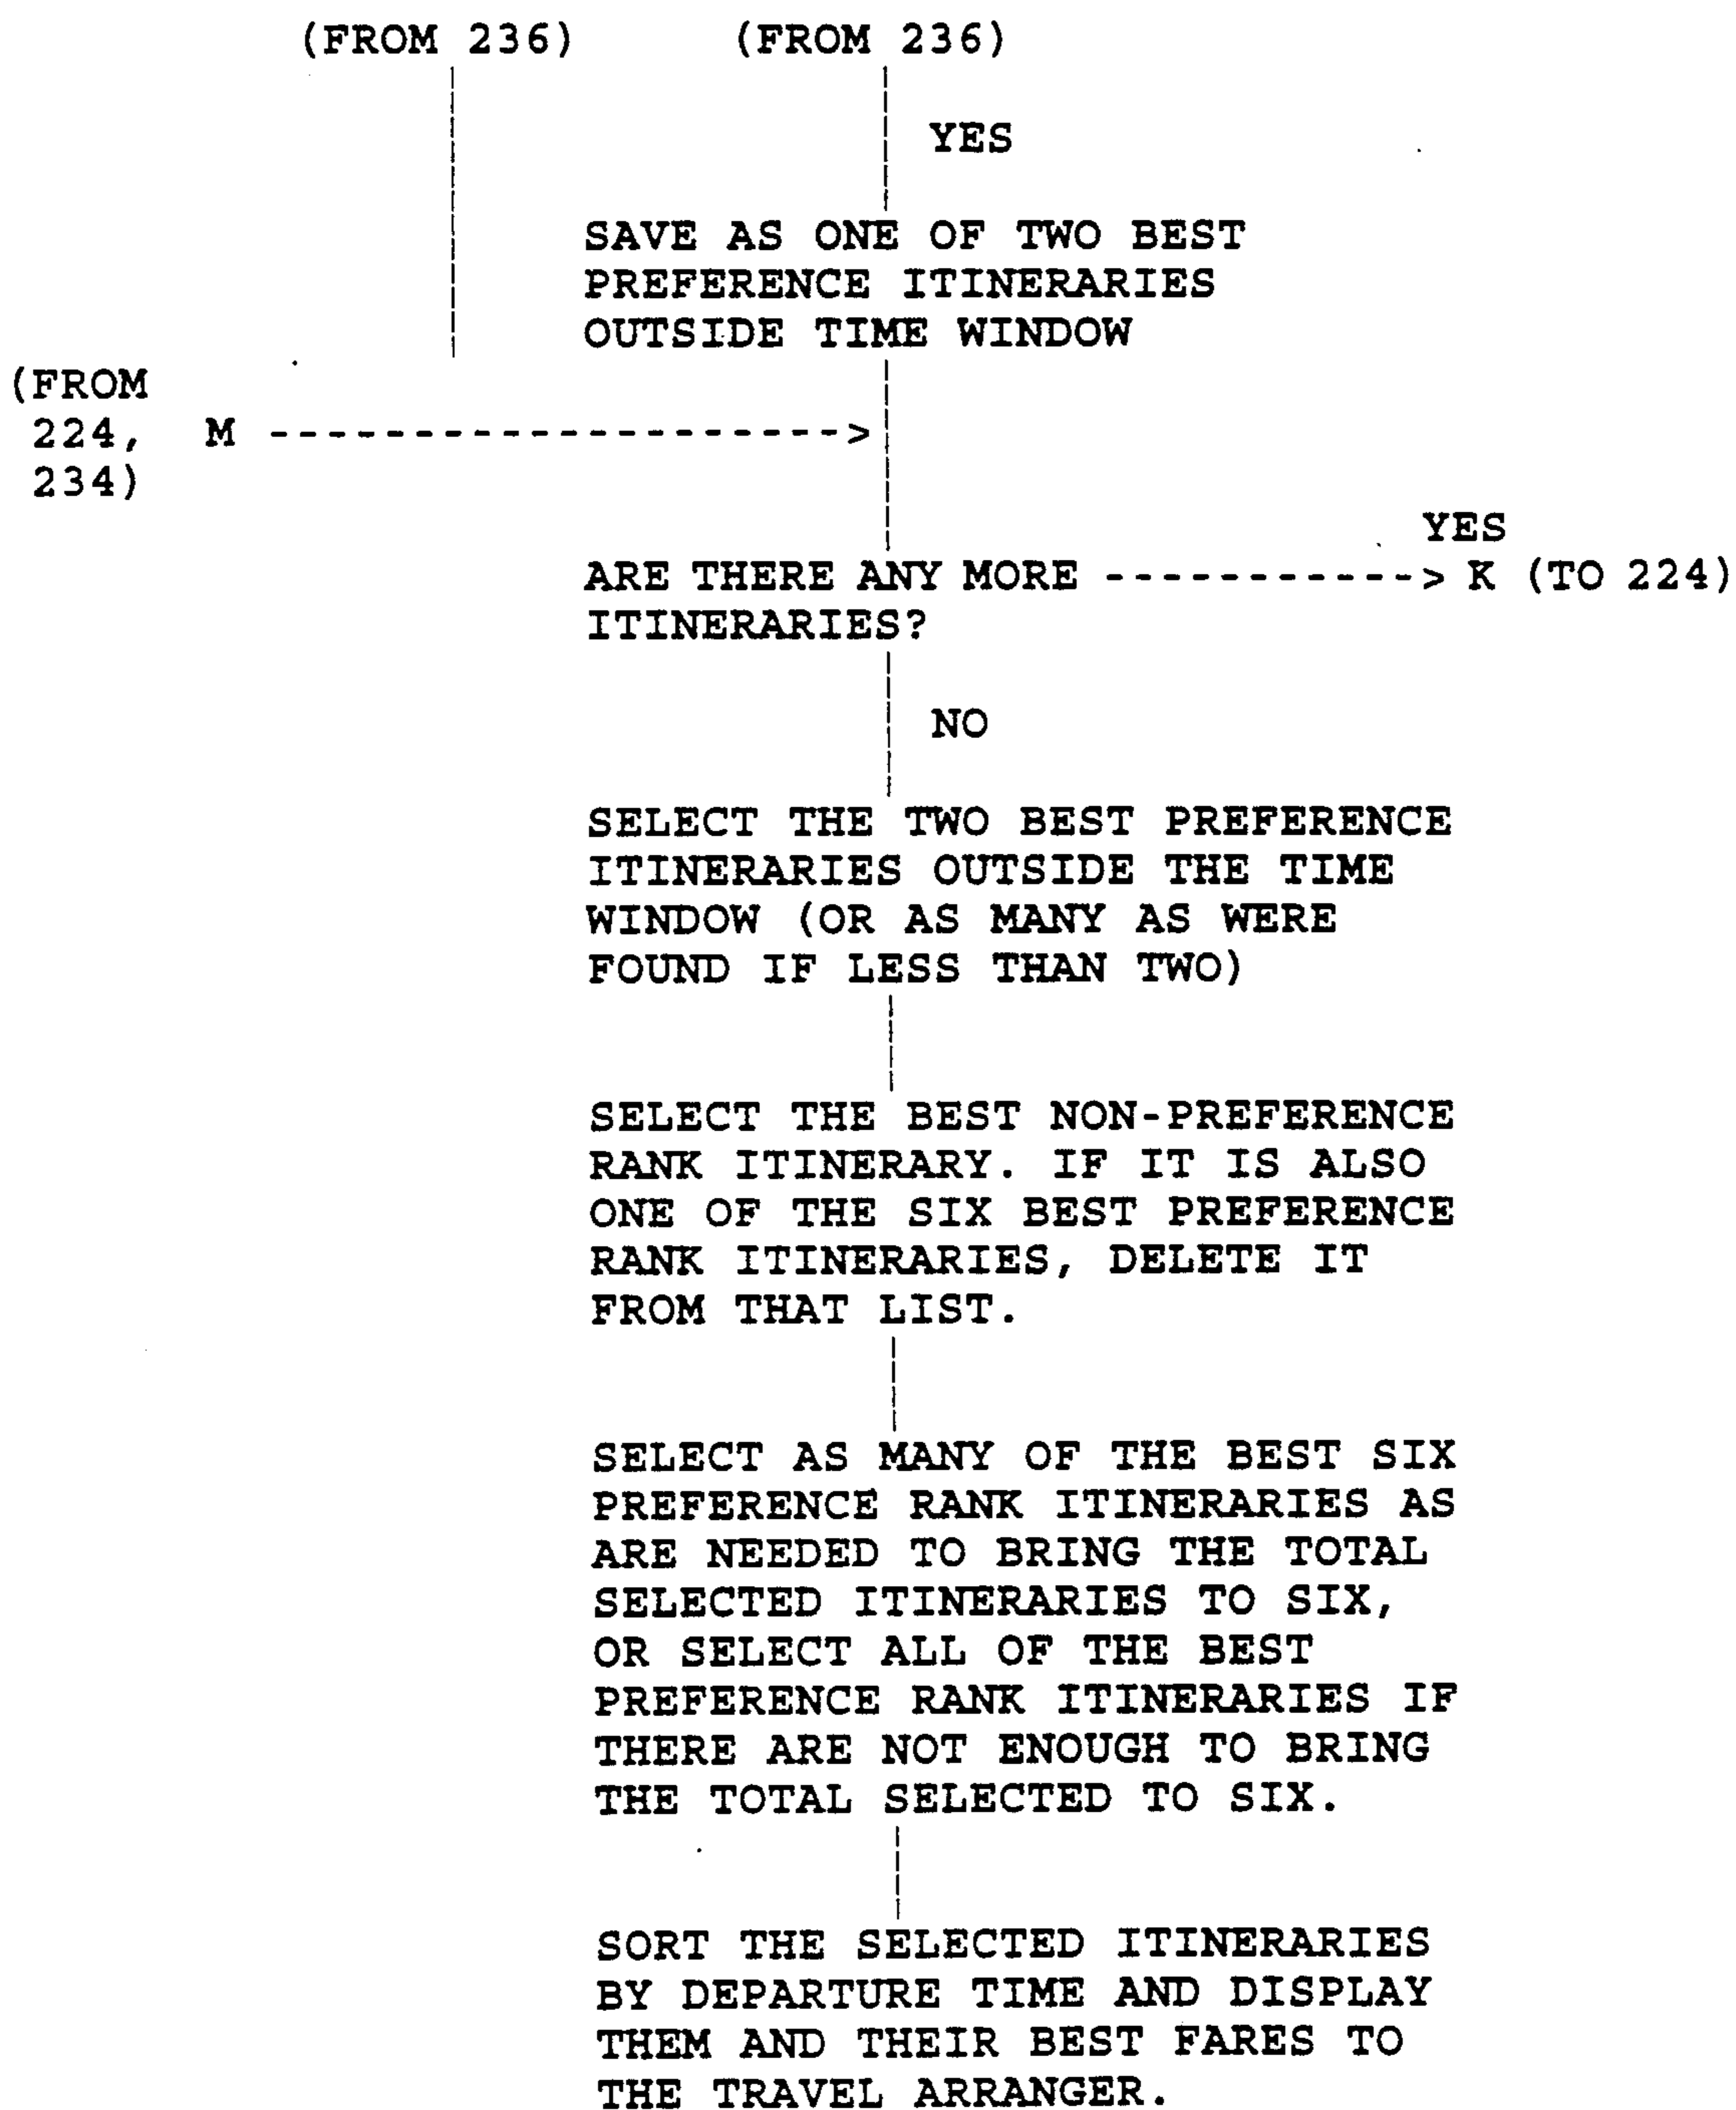 (FROM 236) (FROM 236)
YES
SAVE AS ONE OF TWO BEST
PREFERENCE ITINERARIES
OUTSIDE TIME WINDOW
(FROM
224, M ---------------------->
234)
YES
ARE THERE ANY MORE -----------> K (TO 224)
ITINERARIES?
NO
SELECT THE TWO BEST PREFERENCE
ITINERARIES OUTSIDE THE TIME
WINDOW (OR AS MANY AS WERE
FOUND IF LESS THAN TWO)
SELECT THE BEST NON-PREFERENCE
RANK ITINERARY. IF IT IS ALSO
ONE OF THE SIX BEST PREFERENCE
RANK ITINERARIES, DELETE IT
FROM THAT LIST.
SELECT AS MANY OF THE BEST SIX
PREFERENCE RANK ITINERARIES AS
ARE NEEDED TO BRING THE TOTAL
SELECTED ITINERARIES TO SIX,
OR SELECT ALL OF THE BEST
PREFERENCE RANK ITINERARIES IF
THERE ARE NOT ENOUGH TO BRING
THE TOTAL SELECTED TO SIX.
SORT THE SELECTED ITINERARIES
BY DEPARTURE TIME AND DISPLAY
THEM AND THEIR BEST FARES TO
THE TRAVEL ARRANGER.